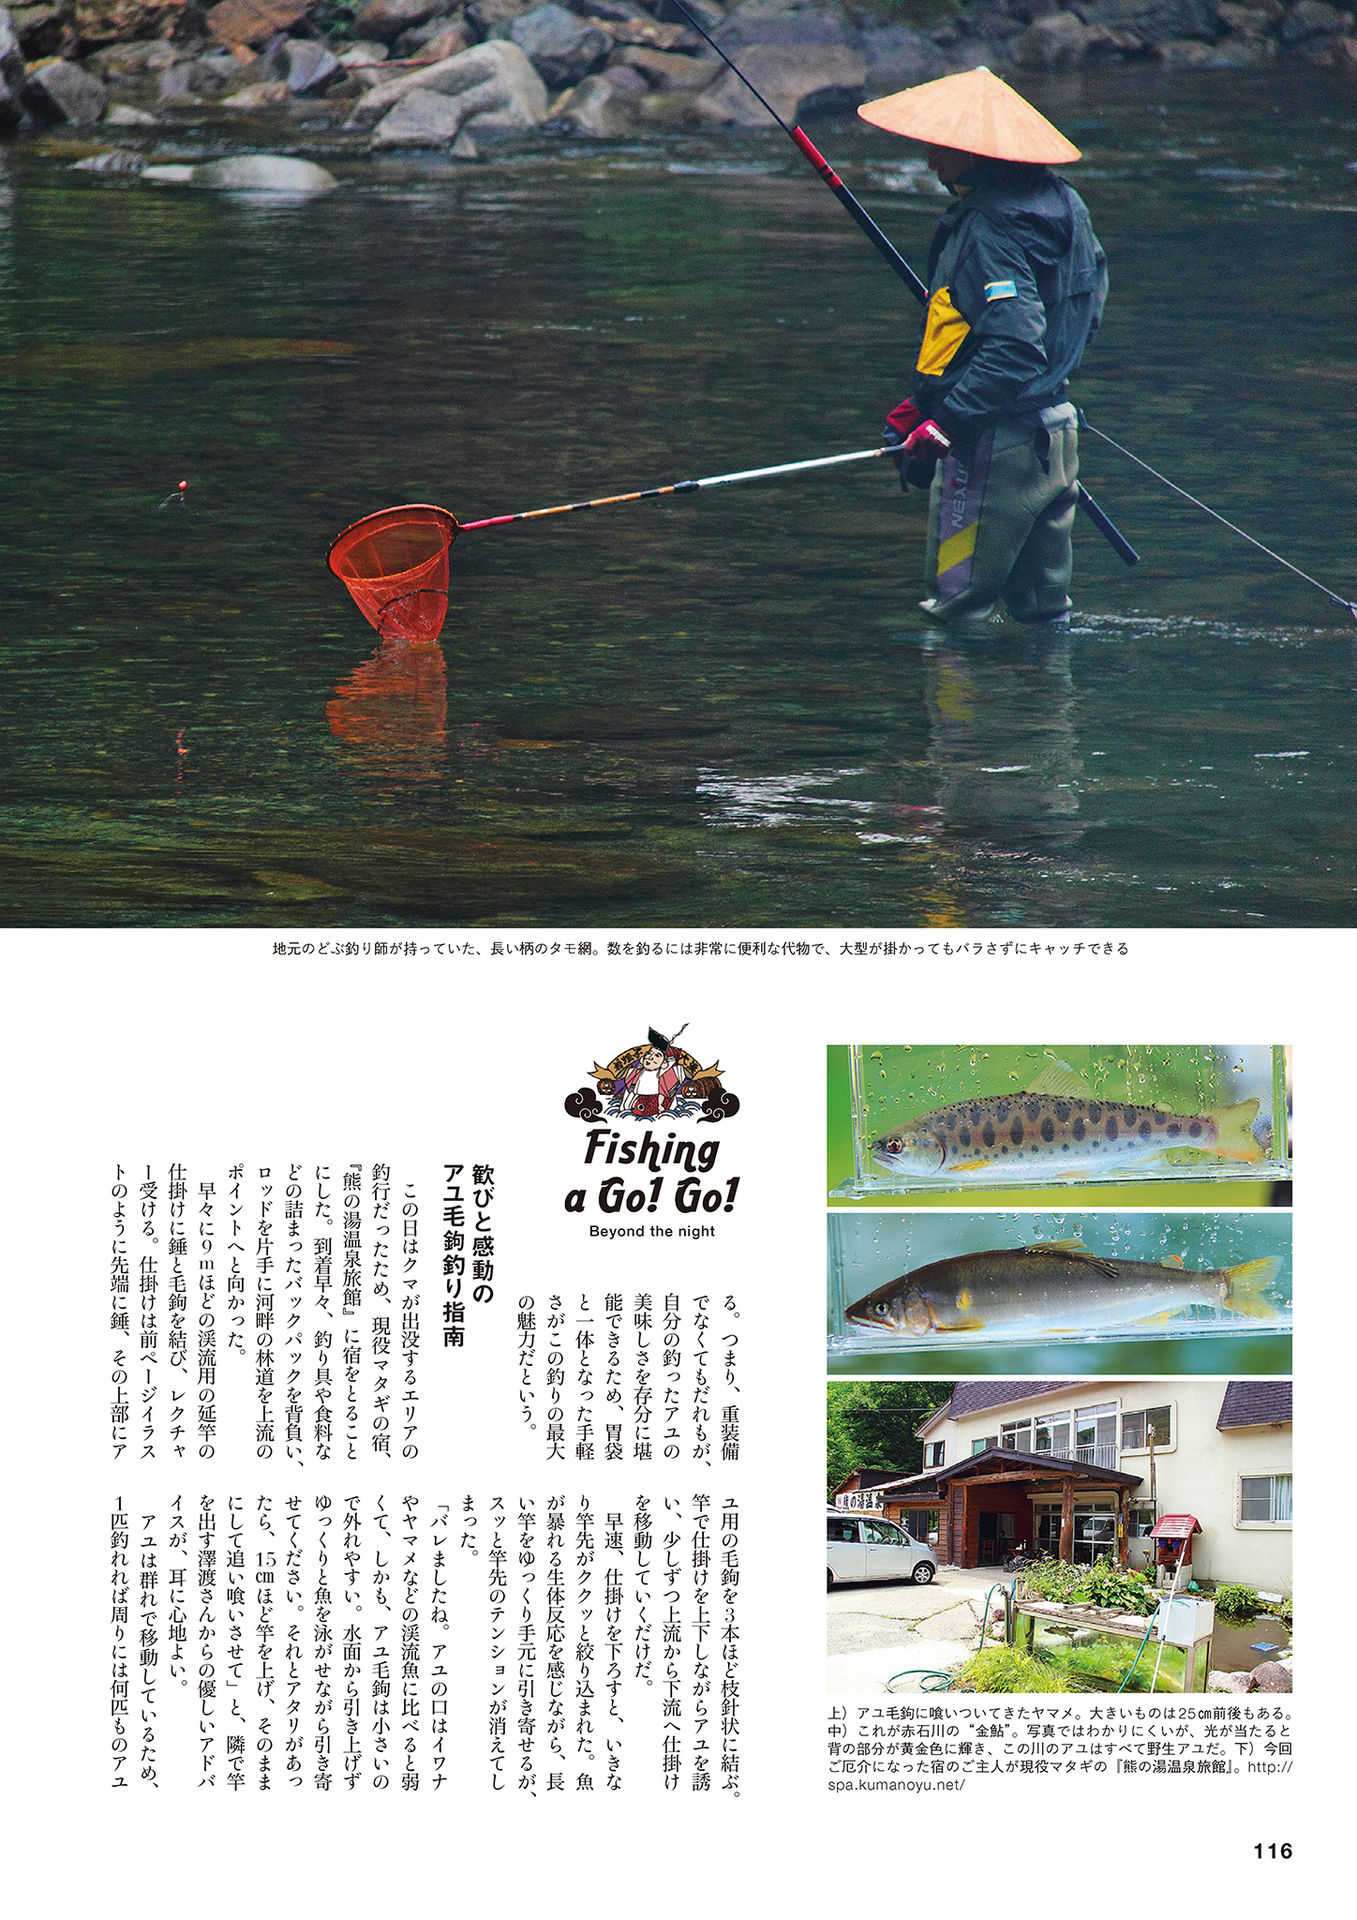 NEXUS
地元のどぶ釣り師が持っていた、長い柄のタモ網。数を釣るには非常に便利な代物で、大型が掛かってもバラさずにキャッチできる
Fishing
a Go! Go!
Beyond the night
る。つまり、重装備
でなくてもだれもが、
自分の釣ったアユの
美味しさを存分に堪
能できるため、胃袋
と一体となった手軽
さがこの釣りの最大
の魅力だという。
歓びと感動の
アユ毛鉤釣り指南
この日はクマが出没するエリアの
釣行だったため、現役マタギの宿、
『熊の湯温泉旅館』に宿をとること
にした。到着早々、釣り具や食料な
どの詰まったバックパックを背負い、
ロッドを片手に河畔の林道を上流の
ポイントへと向かった。
早々に9mほどの渓流用の延竿の
仕掛けに錘と毛鉤を結び、レクチャ
ー受ける。仕掛けは前ページイラス
トのように先端に錘、その上部にア
ユ用の毛鉤を3本ほど枝針状に結ぶ。
竿で仕掛けを上下しながらアユを誘
い、少しずつ上流から下流へ仕掛け
を移動していくだけだ。
早速、仕掛けを下ろすと、いきな
り竿先がククッと絞り込まれた。魚
が暴れる生体反応を感じながら、長
い竿をゆっくり手元に引き寄せるが、
スッと竿先のテンションが消えてし
まった。
「バレましたね。アユの口はイワナ
やヤマメなどの渓流魚に比べると弱
くて、しかも、アユ毛鉤は小さいの
で外れやすい。水面から引き上げず
ゆっくりと魚を泳がせながら引き寄
せてください。それとアタリがあっ
たら、15㎝ほど竿を上げ、そのまま
にして追い喰いさせて」と、隣で竿
を出す澤渡さんからの優しいアドバ
イスが、耳に心地よい。
アユは群れで移動しているため、
1匹釣れれば周りには何匹ものアユ
熊の湯温泉
上）アユ毛鉤に喰いついてきたヤマメ。大きいものは25㎝前後もある。
中）これが赤石川の“金鮎”。写真ではわかりにくいが、光が当たると
背の部分が黄金色に輝き、この川のアユはすべて野生アユだ。下）今回
ご厄介になった宿のご主人が現役マタギの『熊の湯温泉旅館』。http://
spa.kumanoyu.net/
116